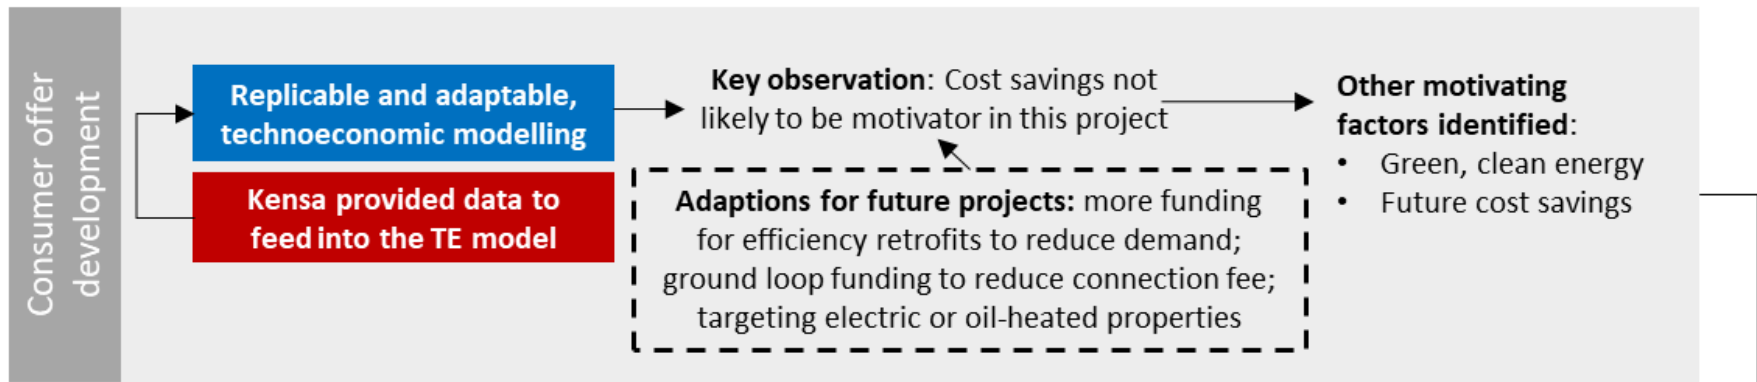 Consumer offer
development
Replicable and adaptable,
technoeconomic modelling
Kensa provided data to
feed into the TE model
Key observation: Cost savings not
likely to be motivator in this project
Adaptions for future projects: more funding
for efficiency retrofits to reduce demand;
ground loop funding to reduce connection fee;
targeting electric or oil-heated properties
Other motivating
factors identified:
• Green, clean energy
• Future cost savings